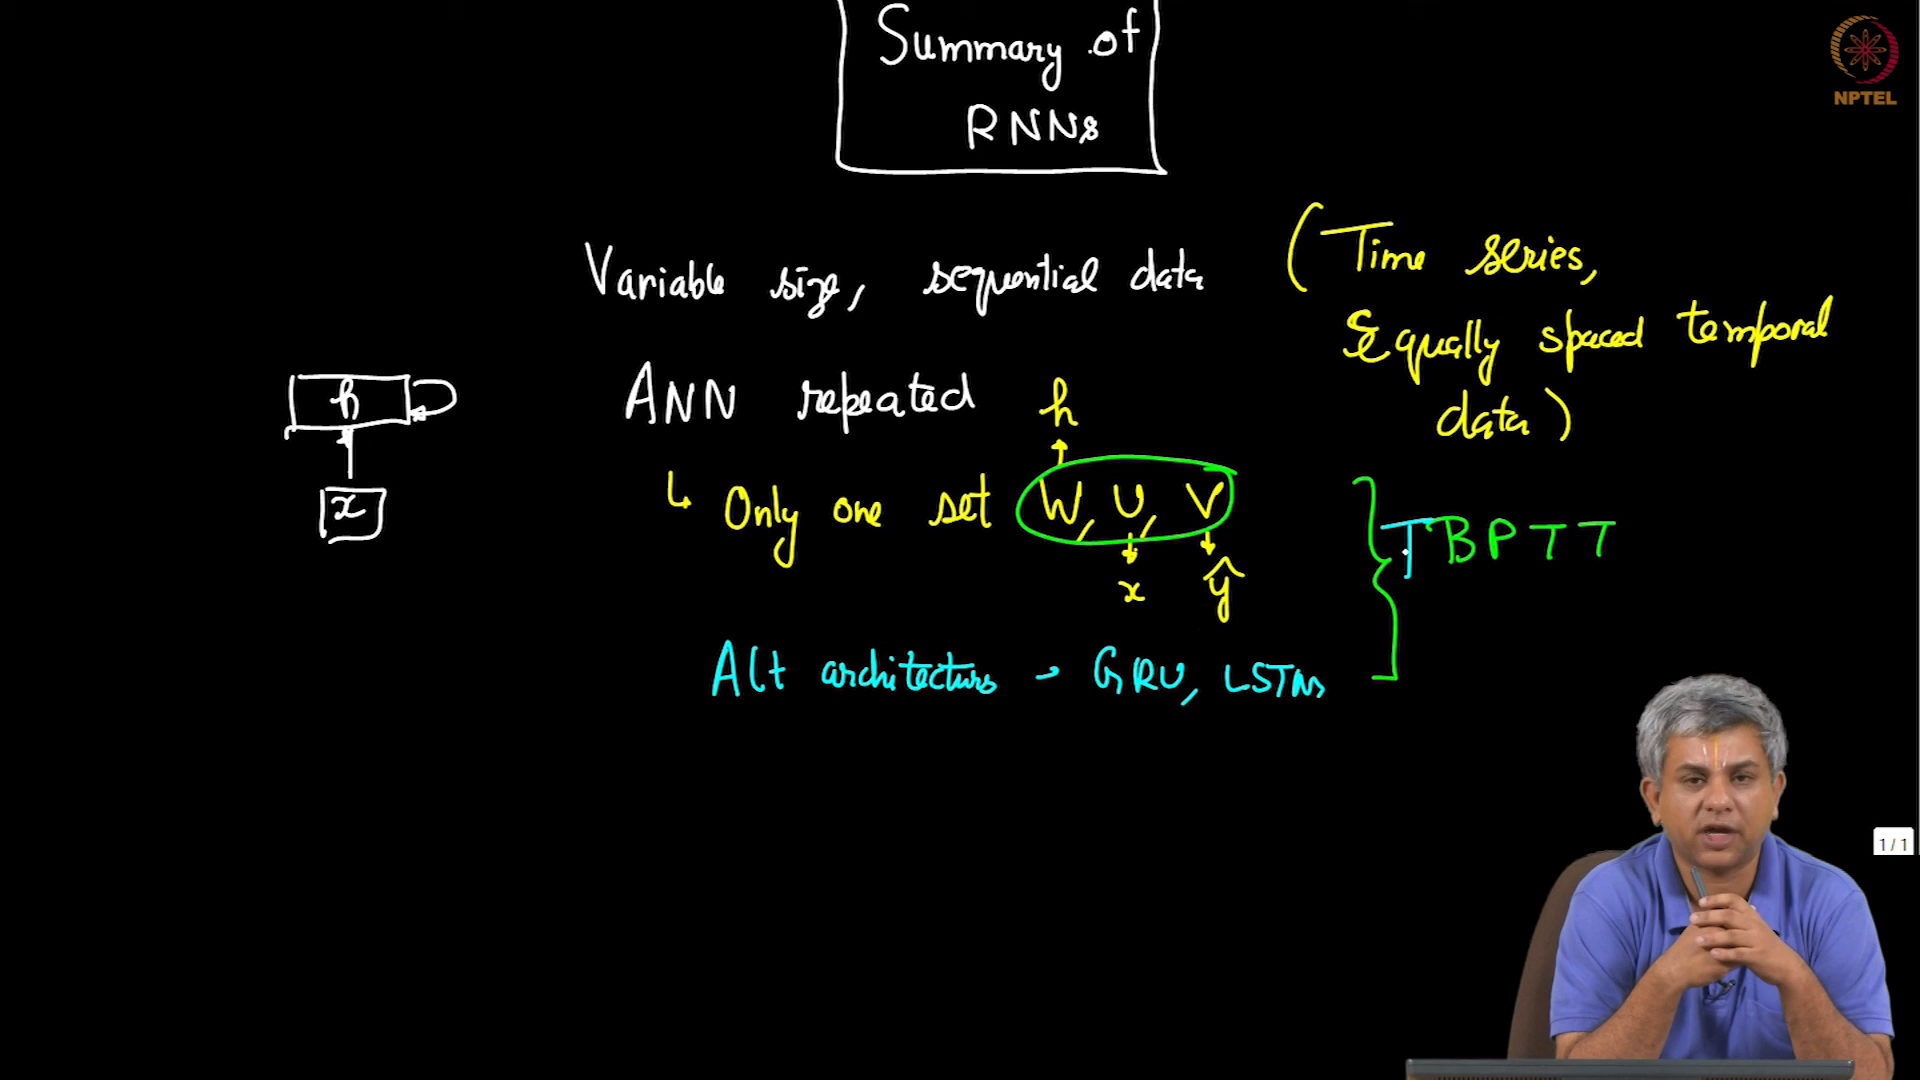 Summary of
RNNs
NPTEL
Variable size, sequential data
(Time series,
Equally spaced temporal
data)
h
x
ANN repeated
h
↳ Only one set W, U, V
x
ŷ
TBPTT
Alt architectures - GRU, LSTMs
1/1